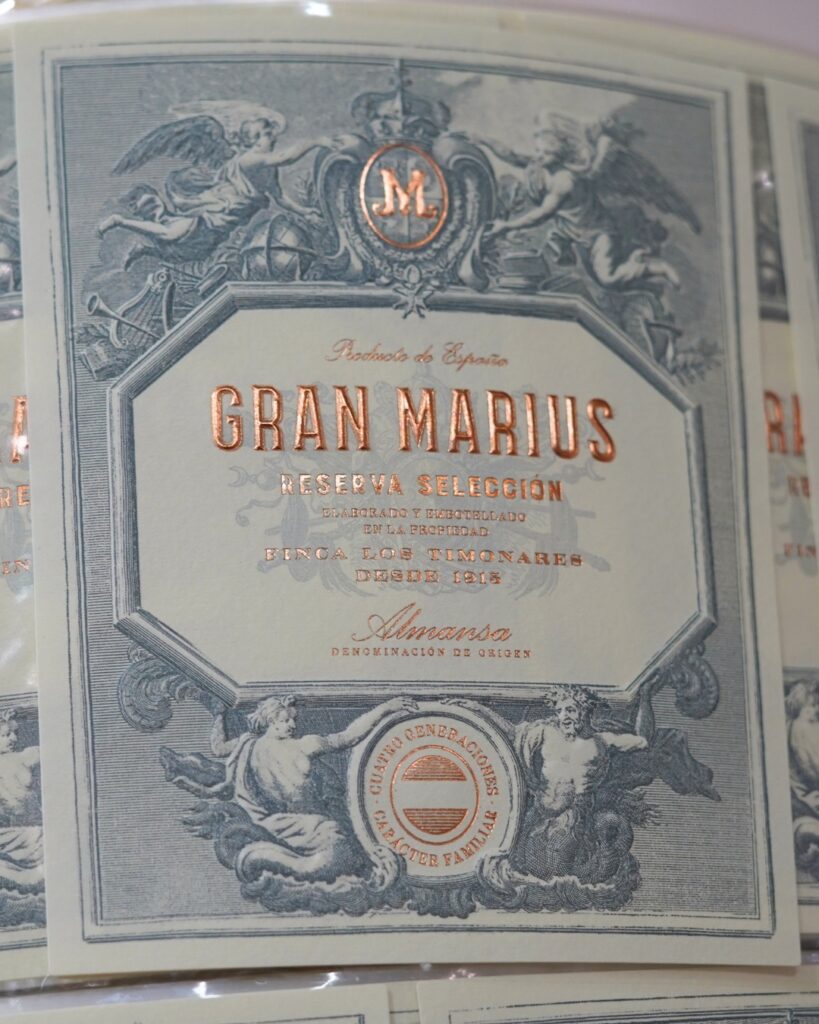 M
Producto de España
GRAN MARIUS
RESERVA SELECCIÓN
ELABORADO Y EMBOTELLADO
EN LA PROPIEDAD
FINCA LOS TIMONARES
DESDE 1915
Almansa
DENOMINACIÓN DE ORIGEN
· CUATRO GENERACIONES ·
CARÁCTER FAMILIAR